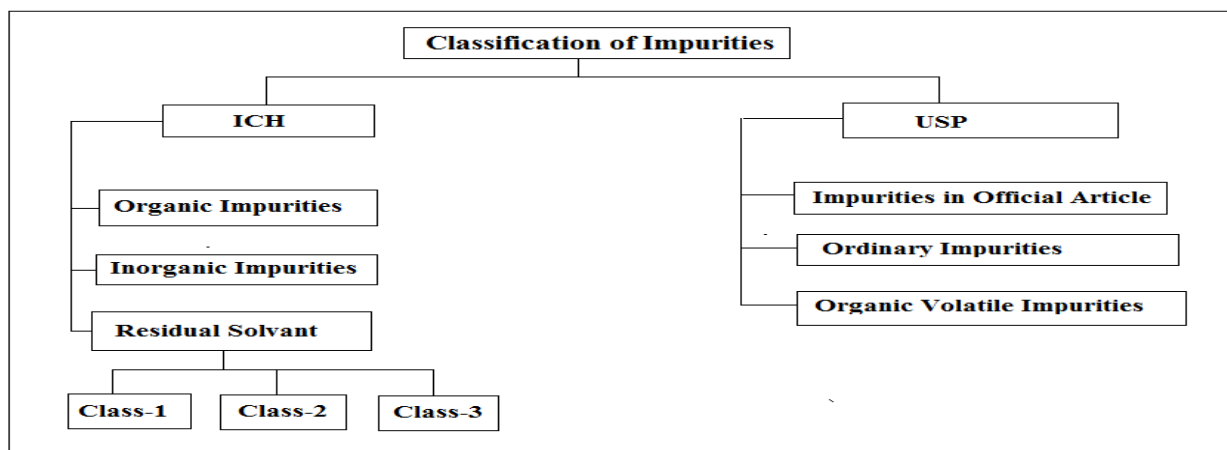 Classification of Impurities
ICH
USP
Organic Impurities
Inorganic Impurities
Residual Solvant
Class-1
Class-2
Class-3
Impurities in Official Article
Ordinary Impurities
Organic Volatile Impurities